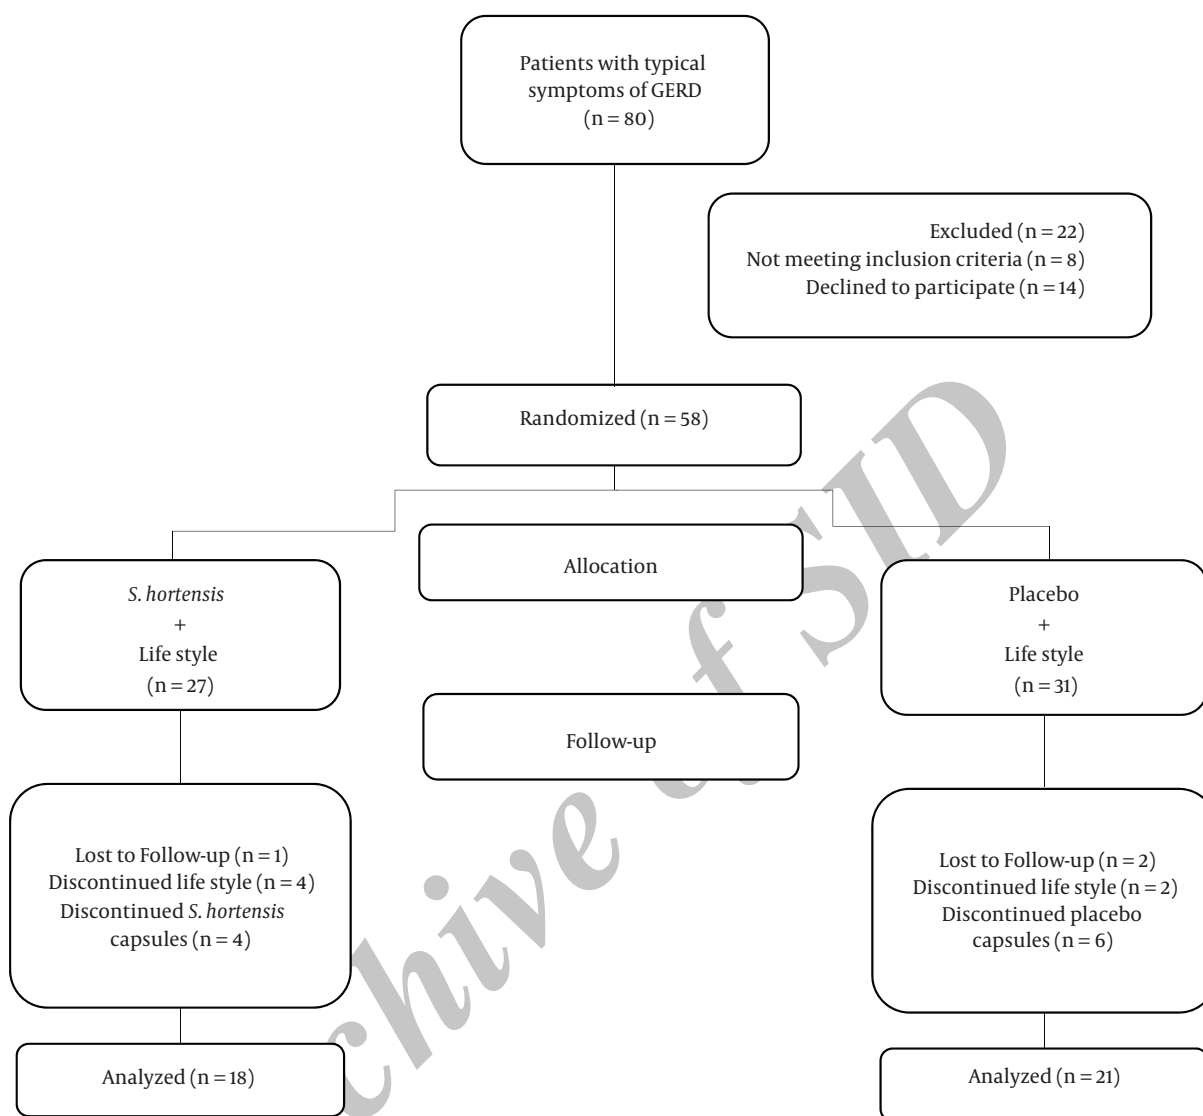 Patients with typical
symptoms of GERD
(n = 80)
Excluded (n = 22)
Not meeting inclusion criteria (n = 8)
Declined to participate (n = 14)
Randomized (n = 58)
Allocation
S. hortensis
+
Life style
(n = 27)
Placebo
+
Life style
(n = 31)
Follow-up
Lost to Follow-up (n = 1)
Discontinued life style (n = 4)
Discontinued S. hortensis
capsules (n = 4)
Lost to Follow-up (n = 2)
Discontinued life style (n = 2)
Discontinued placebo
capsules (n = 6)
Analyzed (n = 18)
Analyzed (n = 21)
chive of SID